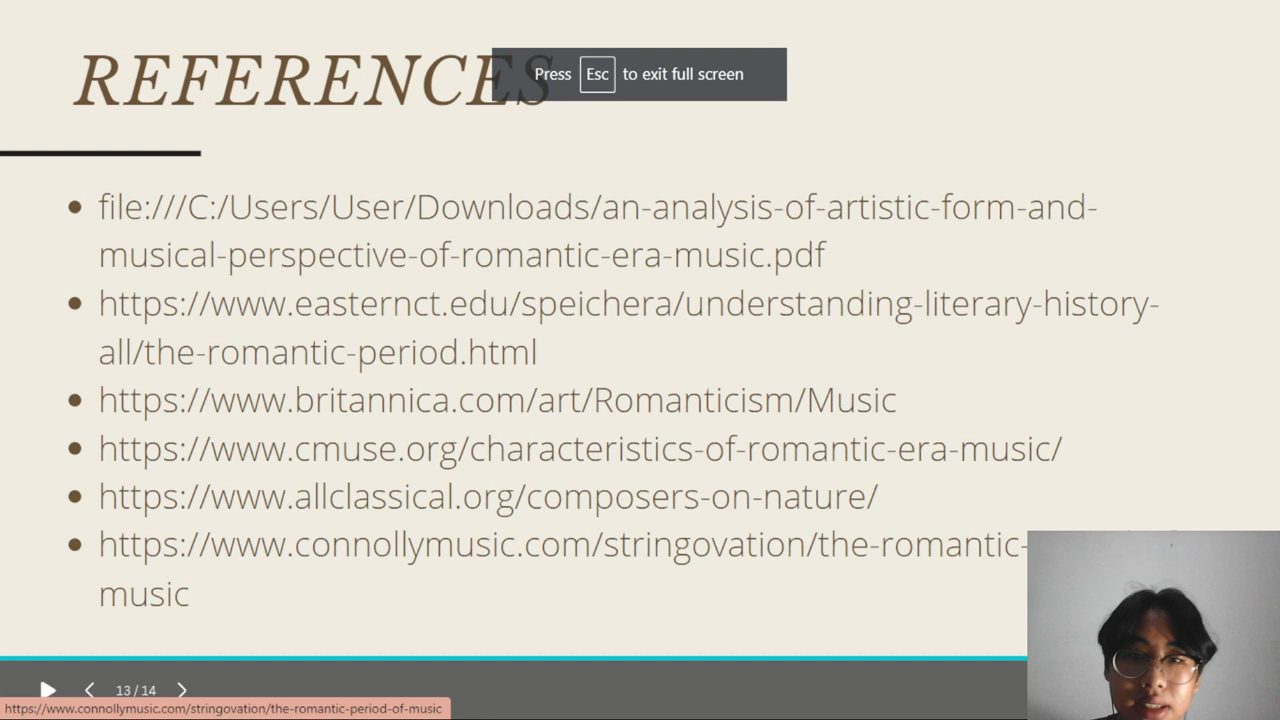 REFERENCES
Press Esc to exit full screen
file:///C:/Users/User/Downloads/an-analysis-of-artistic-form-and-
musical-perspective-of-romantic-era-music.pdf
https://www.easternct.edu/speichera/understanding-literary-history-
all/the-romantic-period.html
https://www.britannica.com/art/Romanticism/Music
https://www.cmuse.org/characteristics-of-romantic-era-music/
https://www.allclassical.org/composers-on-nature/
https://www.connollymusic.com/stringovation/the-romantic-
music
13 / 14
https://www.connollymusic.com/stringovation/the-romantic-period-of-music